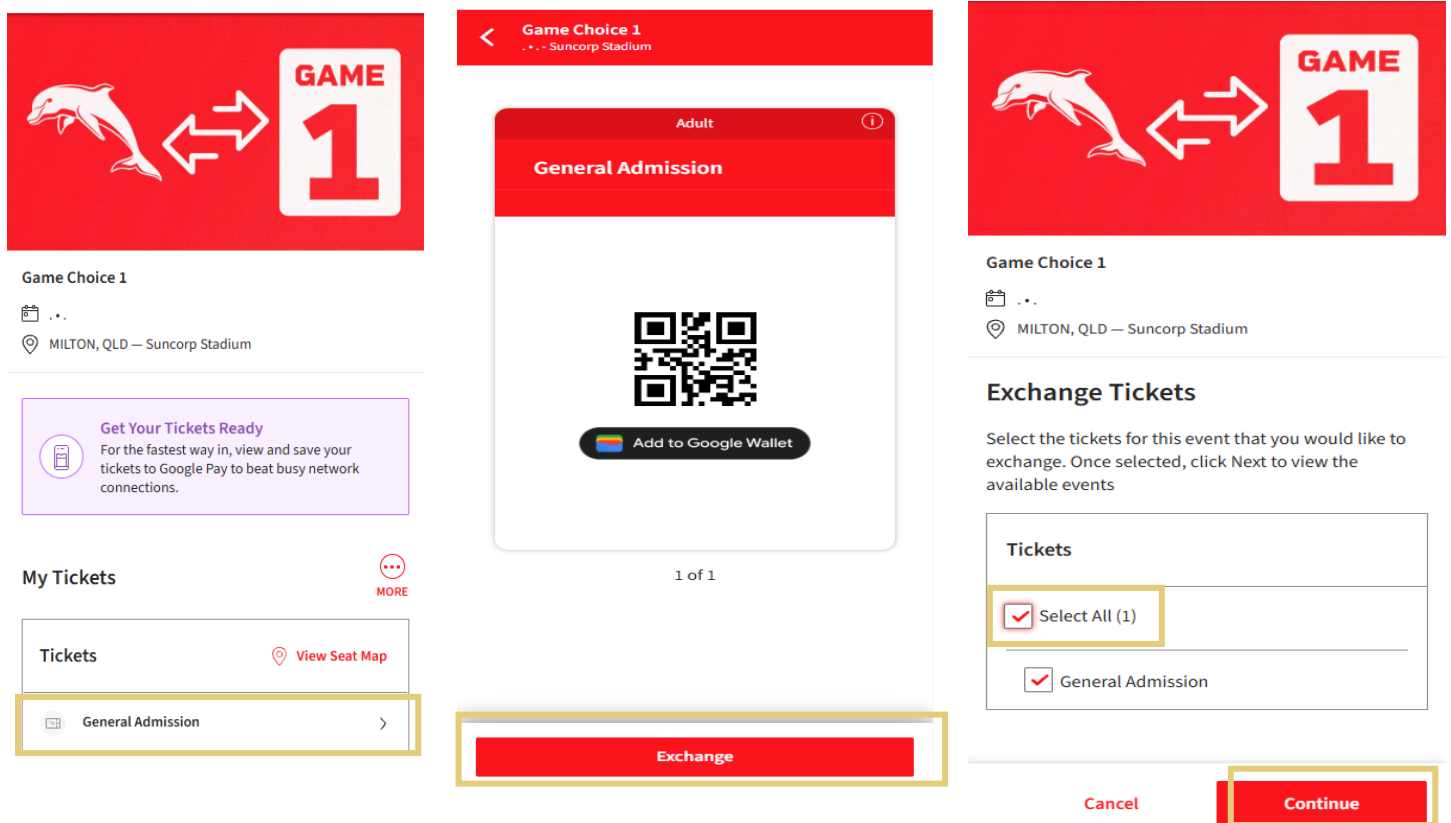 GAME
1
Game Choice 1
. • .
MILTON, QLD — Suncorp Stadium
Get Your Tickets Ready
For the fastest way in, view and save your
tickets to Google Pay to beat busy network
connections.
My Tickets
MORE
Tickets
View Seat Map
General Admission
Game Choice 1
. • . - Suncorp Stadium
Adult
General Admission
Add to Google Wallet
1 of 1
Exchange
GAME
1
Game Choice 1
. • .
MILTON, QLD — Suncorp Stadium
Exchange Tickets
Select the tickets for this event that you would like to
exchange. Once selected, click Next to view the
available events
Tickets
Select All (1)
General Admission
Cancel
Continue